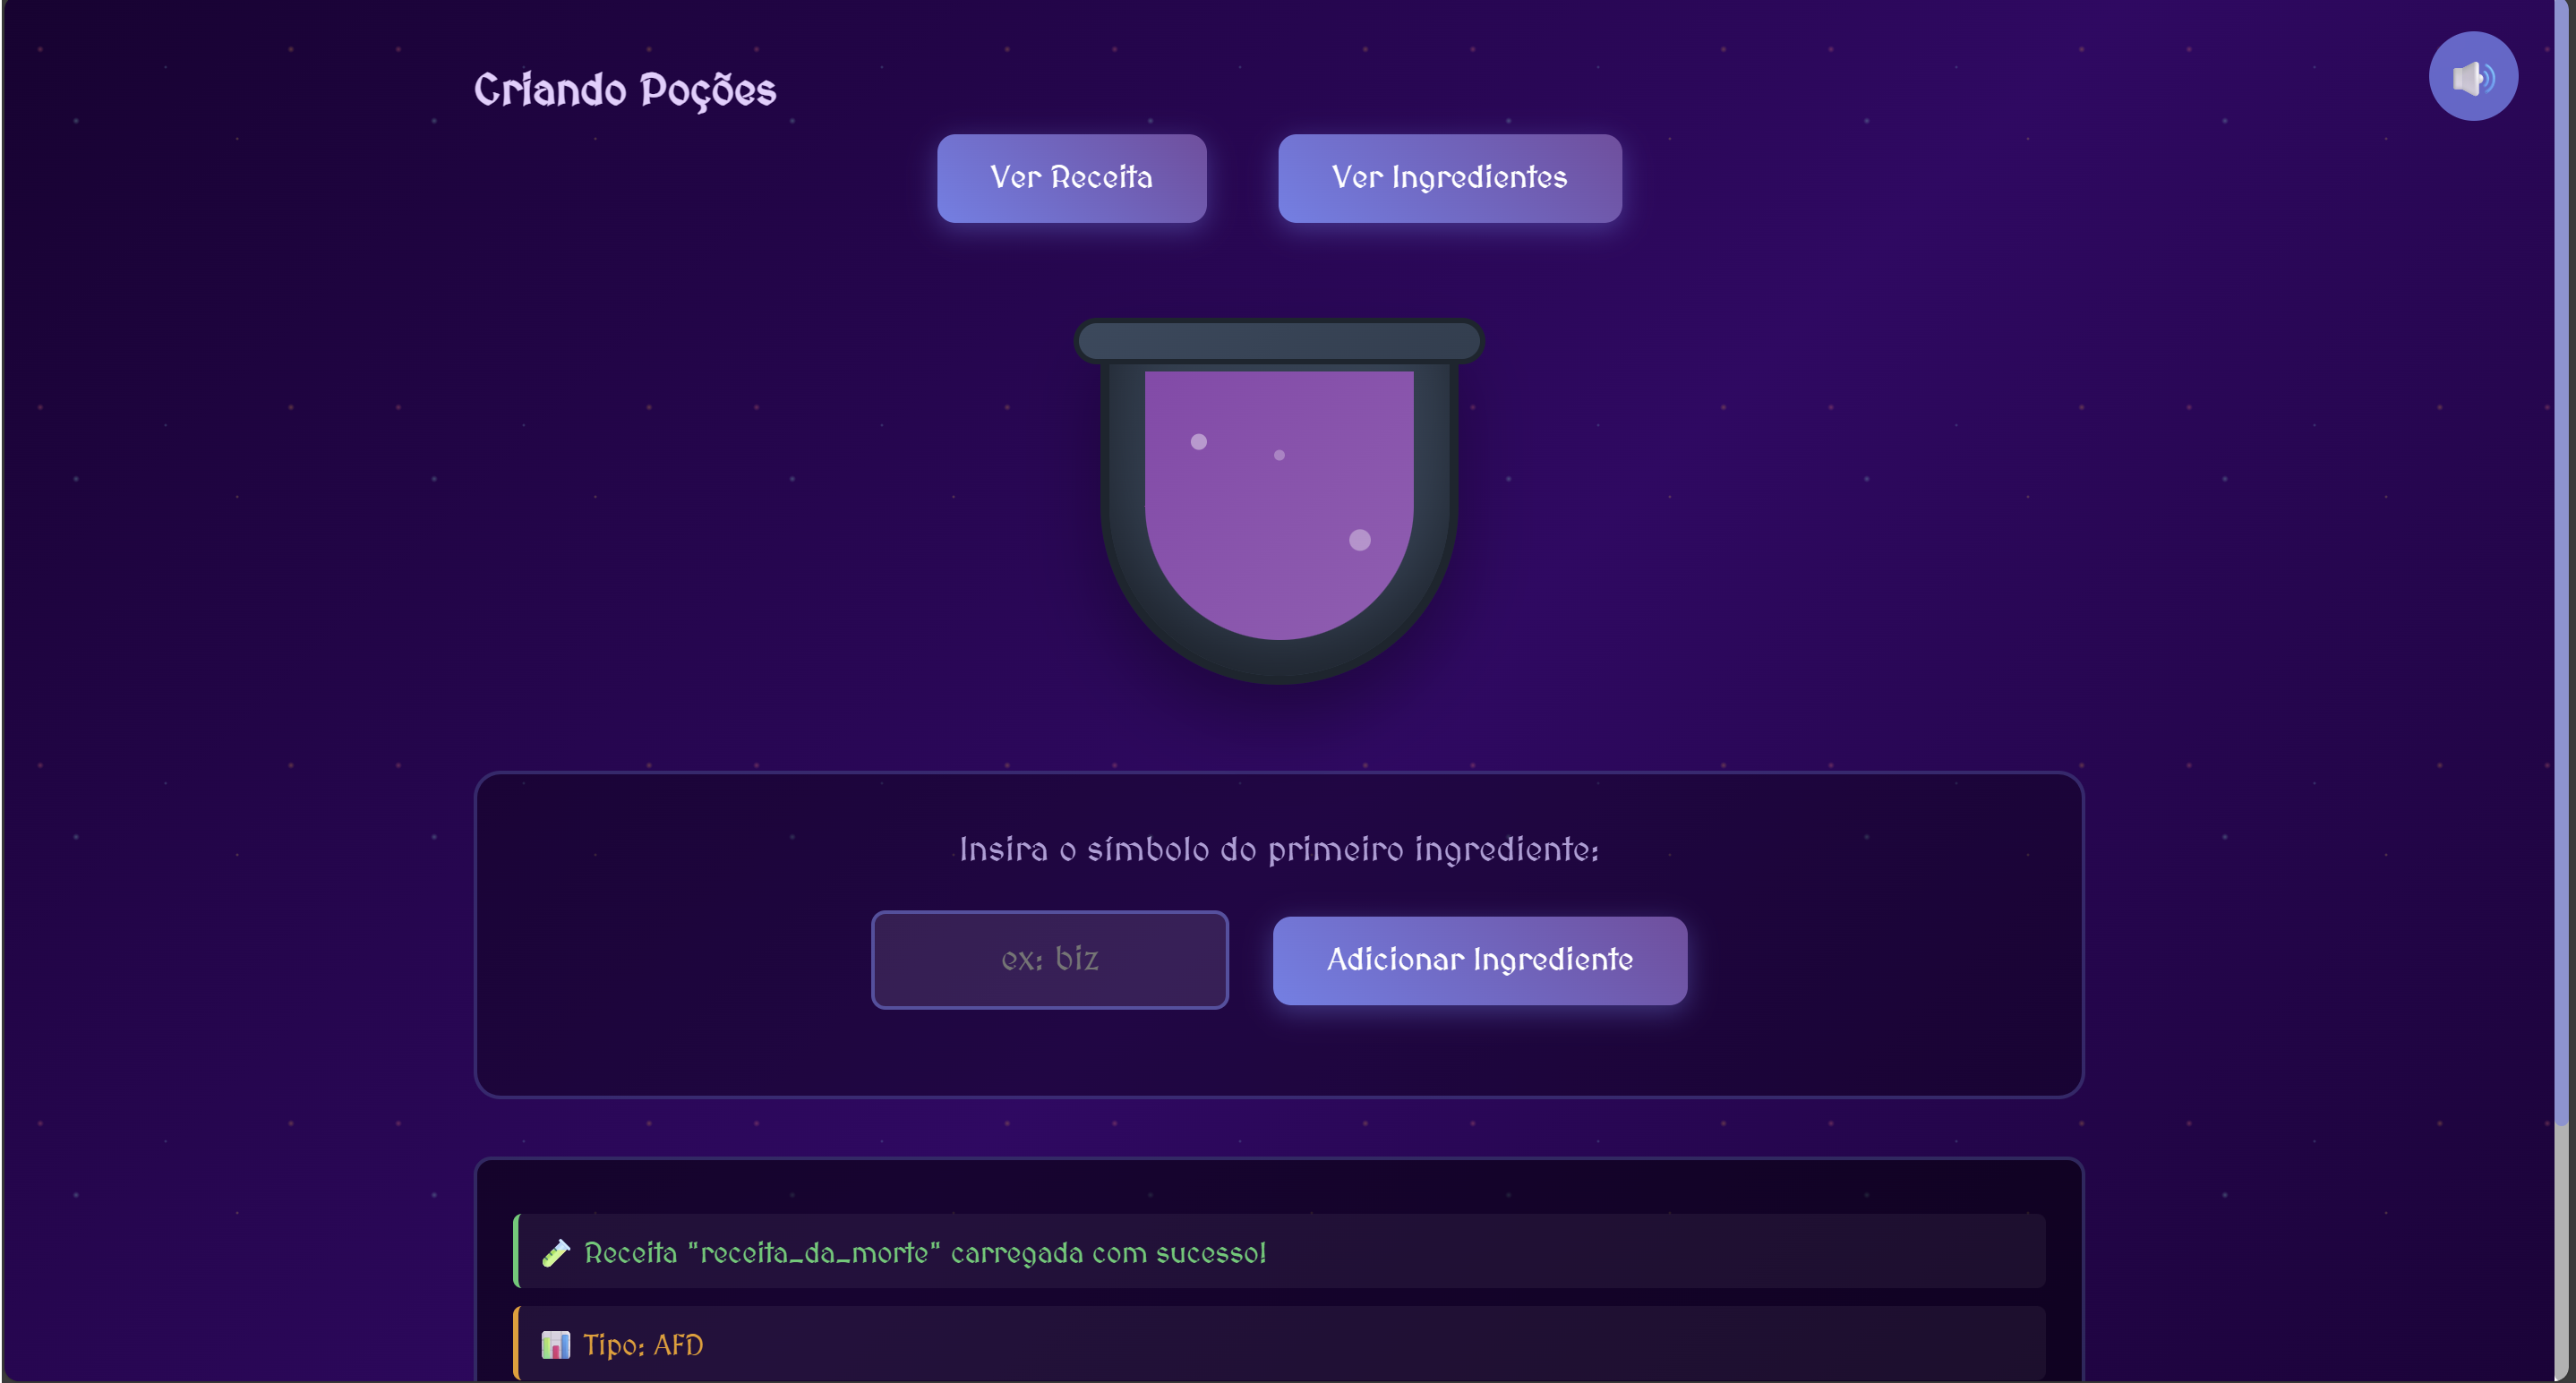 Criando Poções
Ver Receita
Ver Ingredientes
Insira o símbolo do primeiro ingrediente:
ex: biz
Adicionar Ingrediente
Receita "receita_da_morte" carregada com sucesso!
Tipo: AFD